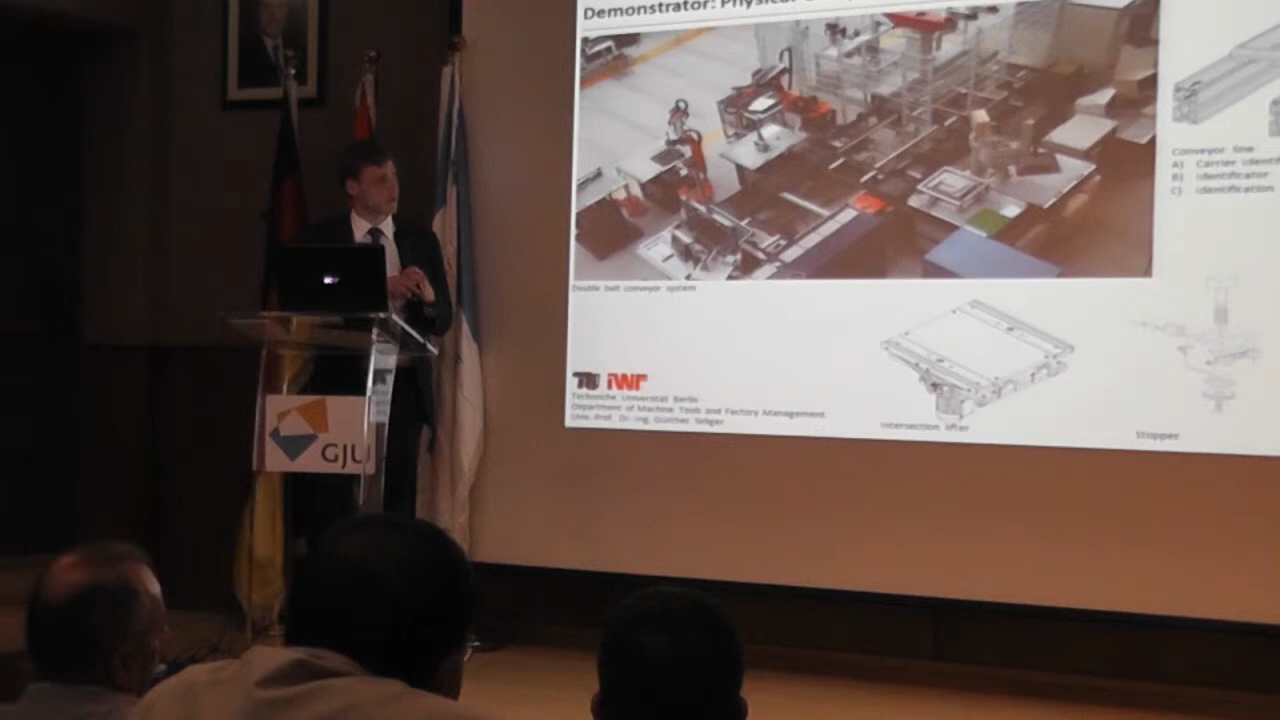 Demonstrator: Physical
Conveyor line
A) Carrier
B) Identificator
C) Identification
Double belt conveyor system
TU iWF
Technische Universität Berlin
Department of Machine Tools and Factory Management
Univ. Prof. Dr.-Ing. Günther Seliger
Intersection lifter
Stopper
GJU